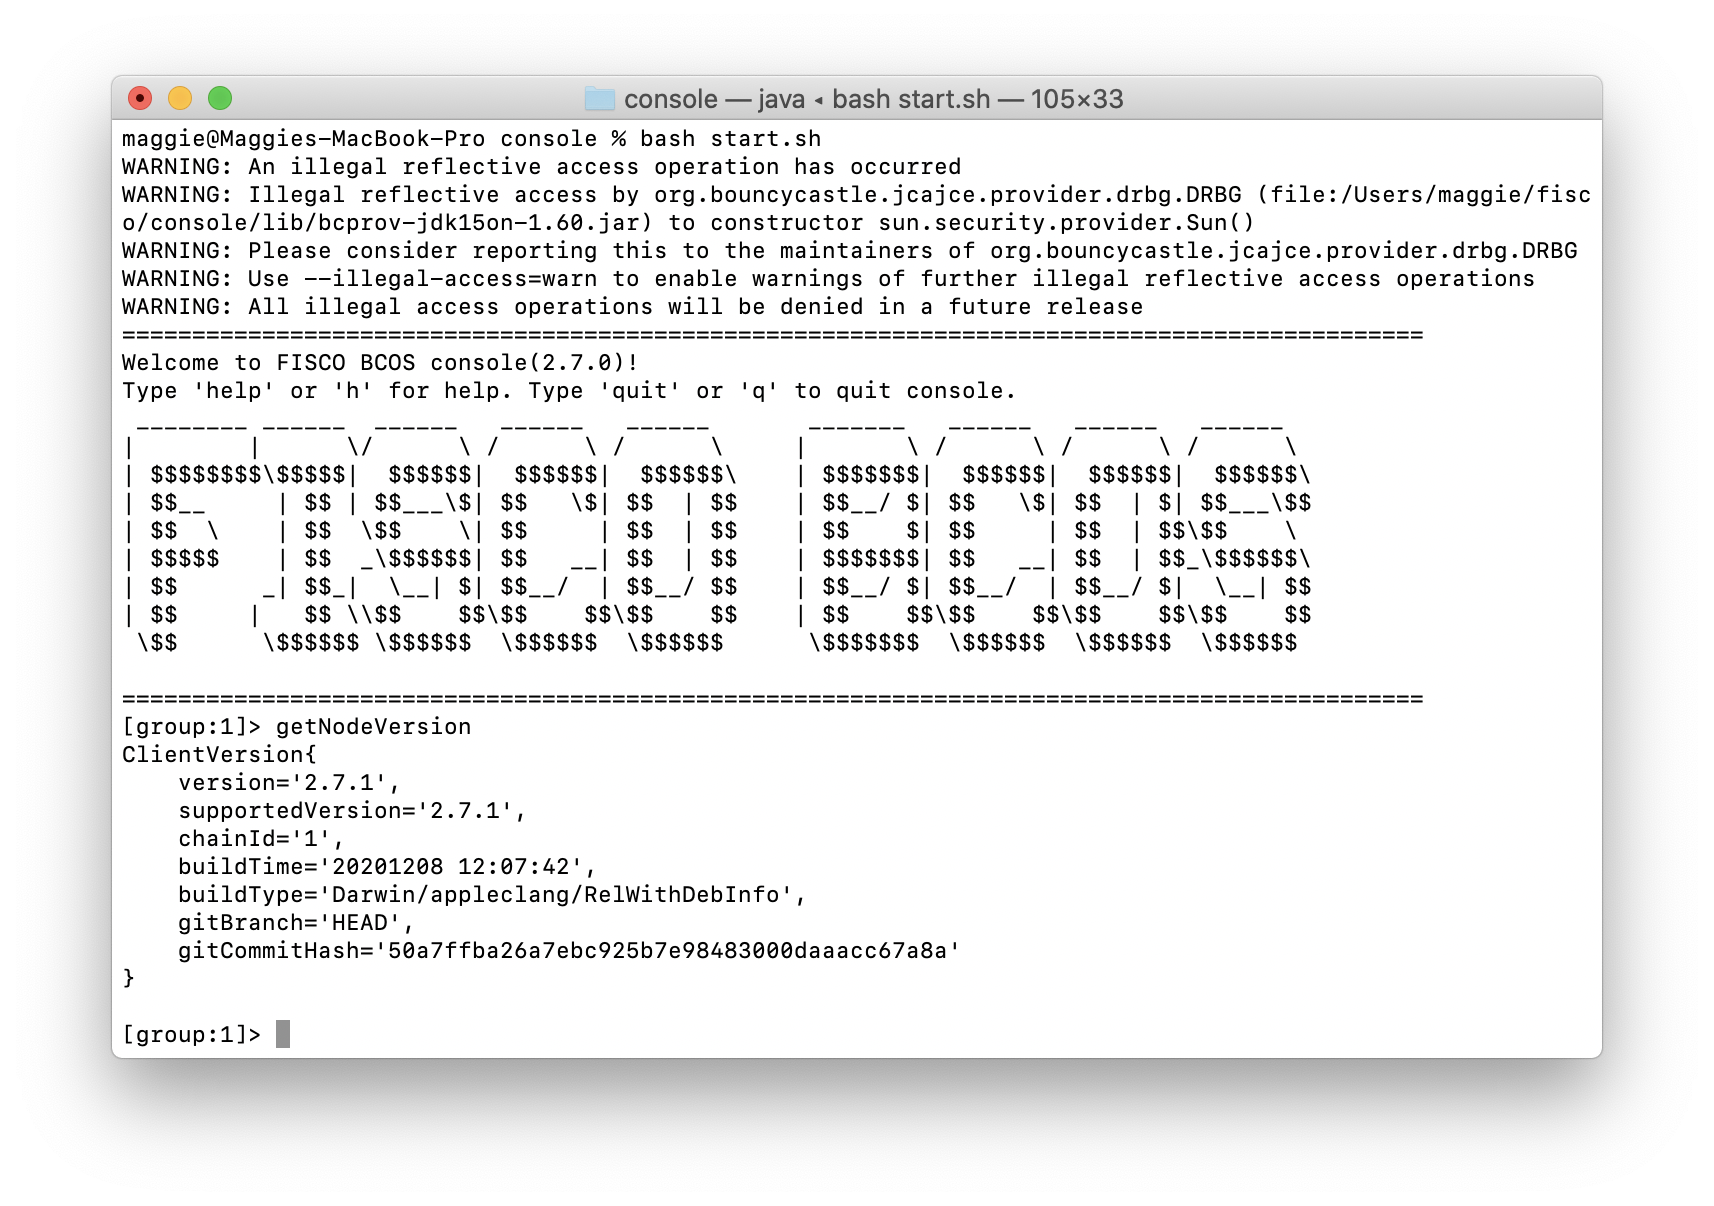 console — java ◂ bash start.sh — 105×33
maggie@Maggies-MacBook-Pro console % bash start.sh
WARNING: An illegal reflective access operation has occurred
WARNING: Illegal reflective access by org.bouncycastle.jcajce.provider.drbg.DRBG (file:/Users/maggie/fisc
o/console/lib/bcprov-jdk15on-1.60.jar) to constructor sun.security.provider.Sun()
WARNING: Please consider reporting this to the maintainers of org.bouncycastle.jcajce.provider.drbg.DRBG
WARNING: Use --illegal-access=warn to enable warnings of further illegal reflective access operations
WARNING: All illegal access operations will be denied in a future release
=============================================================================================
Welcome to FISCO BCOS console(2.7.0)!
Type 'help' or 'h' for help. Type 'quit' or 'q' to quit console.
 ________ ______  ______   ______   ______       _______   ______   ______   ______
|        |      \/      \ /      \ /      \     |       \ /      \ /      \ /      \
| $$$$$$$$\$$$$$|  $$$$$$|  $$$$$$|  $$$$$$\    | $$$$$$$|  $$$$$$|  $$$$$$|  $$$$$$\
| $$__     | $$ | $$___\$| $$   \$| $$  | $$    | $$__/ $| $$   \$| $$  | $| $$___\$$
| $$  \    | $$  \$$    \| $$     | $$  | $$    | $$    $| $$     | $$  | $$\$$    \
| $$$$$    | $$  _\$$$$$$| $$   __| $$  | $$    | $$$$$$$| $$   __| $$  | $$_\$$$$$$\
| $$      _| $$_|  \__| $| $$__/  | $$__/ $$    | $$__/ $| $$__/  | $$__/ $|  \__| $$
| $$     |   $$ \\$$    $$\$$    $$\$$    $$    | $$    $$\$$    $$\$$    $$\$$    $$
 \$$      \$$$$$$ \$$$$$$  \$$$$$$  \$$$$$$      \$$$$$$$  \$$$$$$  \$$$$$$  \$$$$$$
=============================================================================================
[group:1]> getNodeVersion
ClientVersion{
    version='2.7.1',
    supportedVersion='2.7.1',
    chainId='1',
    buildTime='20201208 12:07:42',
    buildType='Darwin/appleclang/RelWithDebInfo',
    gitBranch='HEAD',
    gitCommitHash='50a7ffba26a7ebc925b7e98483000daaacc67a8a'
}
[group:1]>